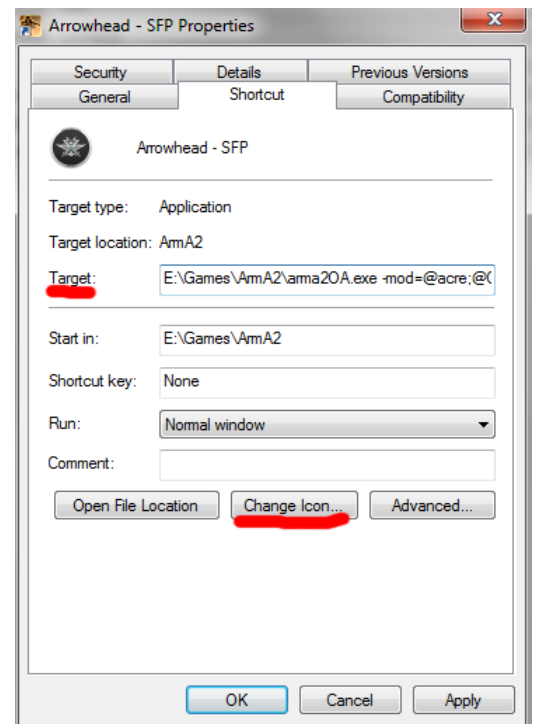 Arrowhead - SFP Properties
Security Details Previous Versions
General Shortcut Compatibility
Arrowhead - SFP
Target type: Application
Target location: ArmA2
Target: E:\Games\ArmA2\arma2OA.exe -mod=@acre;@
Start in: E:\Games\ArmA2
Shortcut key: None
Run: Normal window
Comment:
Open File Location Change Icon... Advanced...
OK Cancel Apply